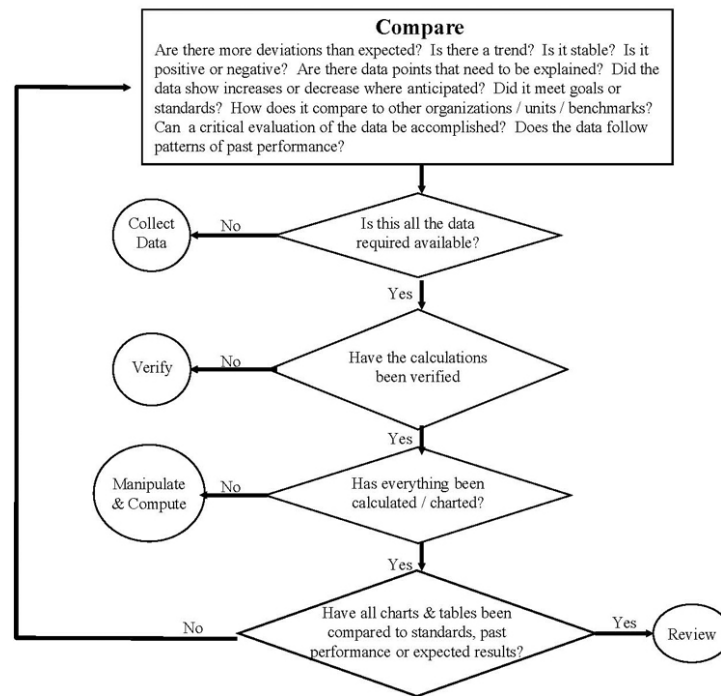 Compare
Are there more deviations than expected? Is there a trend? Is it stable? Is it
positive or negative? Are there data points that need to be explained? Did the
data show increases or decrease where anticipated? Did it meet goals or
standards? How does it compare to other organizations / units / benchmarks?
Can a critical evaluation of the data be accomplished? Does the data follow
patterns of past performance?
Collect
Data
No
Is this all the data
required available?
Yes
Verify
No
Have the calculations
been verified
Yes
Manipulate
& Compute
No
Has everything been
calculated / charted?
Yes
No
Have all charts & tables been
compared to standards, past
performance or expected results?
Yes
Review